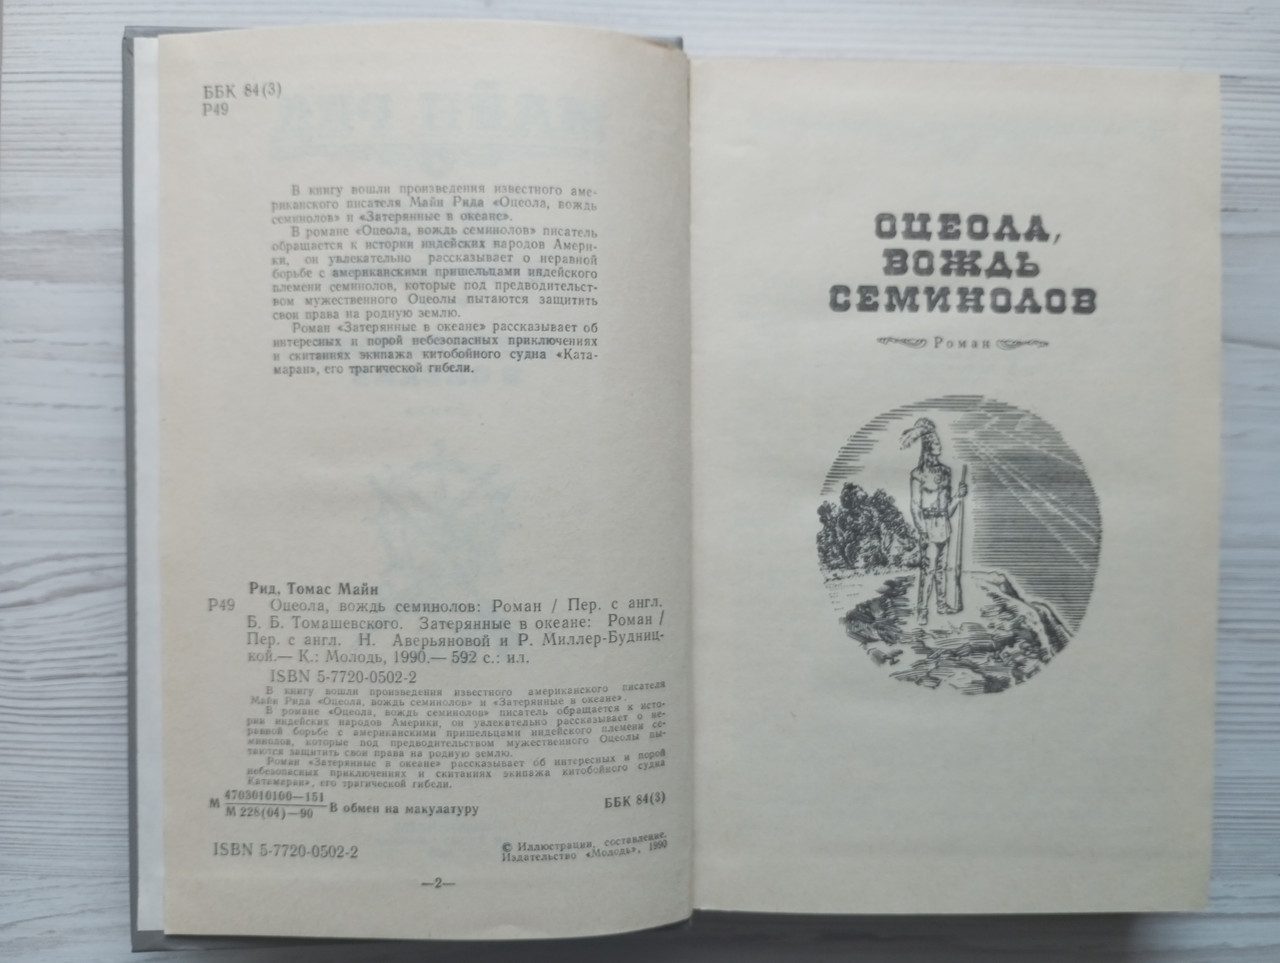 ББК 84(3)
Р49
В книгу вошли произведения известного аме-
риканского писателя Майн Рида «Оцеола, вождь
семинолов» и «Затерянные в океане».
В романе «Оцеола, вождь семинолов» писатель
обращается к истории индейских народов Амери-
ки, он увлекательно рассказывает о неравной
борьбе с американскими пришельцами индейского
племени семинолов, которые под предводительст-
вом мужественного Оцеолы пытаются защитить
свои права на родную землю.
Роман «Затерянные в океане» рассказывает об
интересных и порой небезопасных приключениях
и скитаниях экипажа китобойного судна «Ката-
маран», его трагической гибели.
Рид, Томас Майн
Р49 Оцеола, вождь семинолов: Роман / Пер. с англ.
Б. Б. Томашевского. Затерянные в океане: Роман /
Пер. с англ. Н. Аверьяновой и Р. Миллер-Будниц-
кой.— К.: Молодь, 1990.— 592 с.: ил.
ISBN 5-7720-0502-2
В книгу вошли произведения известного американского писателя
Майн Рида «Оцеола, вождь семинолов» и «Затерянные в океане».
В романе «Оцеола, вождь семинолов» писатель обращается к исто-
рии индейских народов Америки, он увлекательно рассказывает о не-
равной борьбе с американскими пришельцами индейского племени се-
минолов, которые под предводительством мужественного Оцеолы пы-
таются защитить свои права на родную землю.
Роман «Затерянные в океане» рассказывает об интересных и порой
небезопасных приключениях и скитаниях экипажа китобойного судна
Катамаран», его трагической гибели.
М 4703010100—151
М 228(04)—90 В обмен на макулатуру
ББК 84(3)
ISBN 5-7720-0502-2
© Иллюстрации, составление.
Издательство «Молодь», 1990
—2—
ОЦЕОЛА,
ВОЖДЬ
СЕМИНОЛОВ
Роман